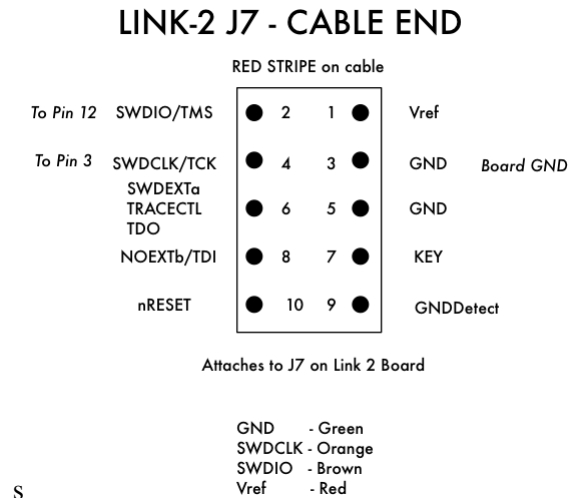 LINK-2 J7 - CABLE END
RED STRIPE on cable
To Pin 12 SWDIO/TMS 2 1 Vref
To Pin 3 SWDCLK/TCK 4 3 GND Board GND
SWDEXTa
TRACECTL 6 5 GND
TDO
NOEXTb/TDI 8 7 KEY
nRESET 10 9 GNDDetect
Attaches to J7 on Link 2 Board
GND - Green
SWDCLK - Orange
SWDIO - Brown
s Vref - Red